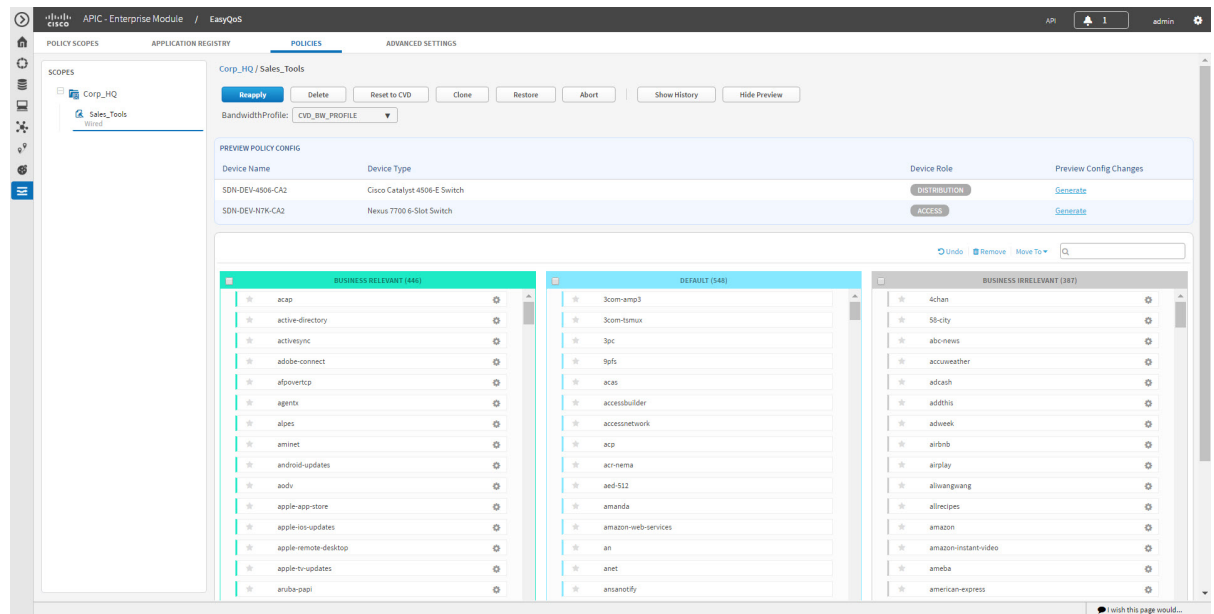 cisco APIC - Enterprise Module / EasyQoS API 1 admin
POLICY SCOPES APPLICATION REGISTRY POLICIES ADVANCED SETTINGS
SCOPES
Corp_HQ
Sales_Tools
Wired
Corp_HQ / Sales_Tools
Reapply Delete Reset to CVD Clone Restore Abort Show History Hide Preview
BandwidthProfile: CVD_BW_PROFILE
PREVIEW POLICY CONFIG
Device Name Device Type Device Role Preview Config Changes
SDN-DEV-4506-CA2 Cisco Catalyst 4506-E Switch DISTRIBUTION Generate
SDN-DEV-N7K-CA2 Nexus 7700 6-Slot Switch ACCESS Generate
Undo Remove Move To
BUSINESS RELEVANT (446) DEFAULT (548) BUSINESS IRRELEVANT (387)
acap 3com-amp3 4chan
active-directory 3com-tsmux 58-city
activesync 3pc abc-news
adobe-connect 9pfs accuweather
afpovertcp acas adcash
agentx accessbuilder addthis
alpes accessnetwork adweek
aminet acp airbnb
android-updates acr-nema airplay
aodv aed-512 aliwangwang
apple-app-store amanda allrecipes
apple-ios-updates amazon-web-services amazon
apple-remote-desktop an amazon-instant-video
apple-tv-updates anet ameba
aruba-papi ansanotify american-express
I wish this page would...